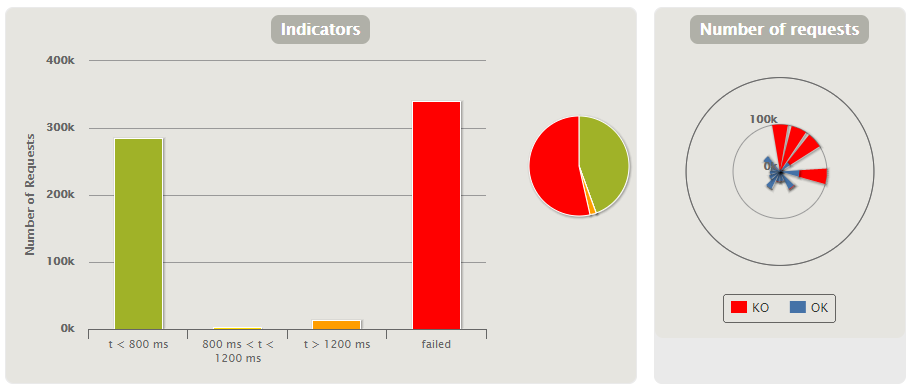 Indicators
Number of Requests
400k
300k
200k
100k
0k
t < 800 ms
800 ms < t <
1200 ms
t > 1200 ms
failed
Number of requests
100k
0k
KO
OK